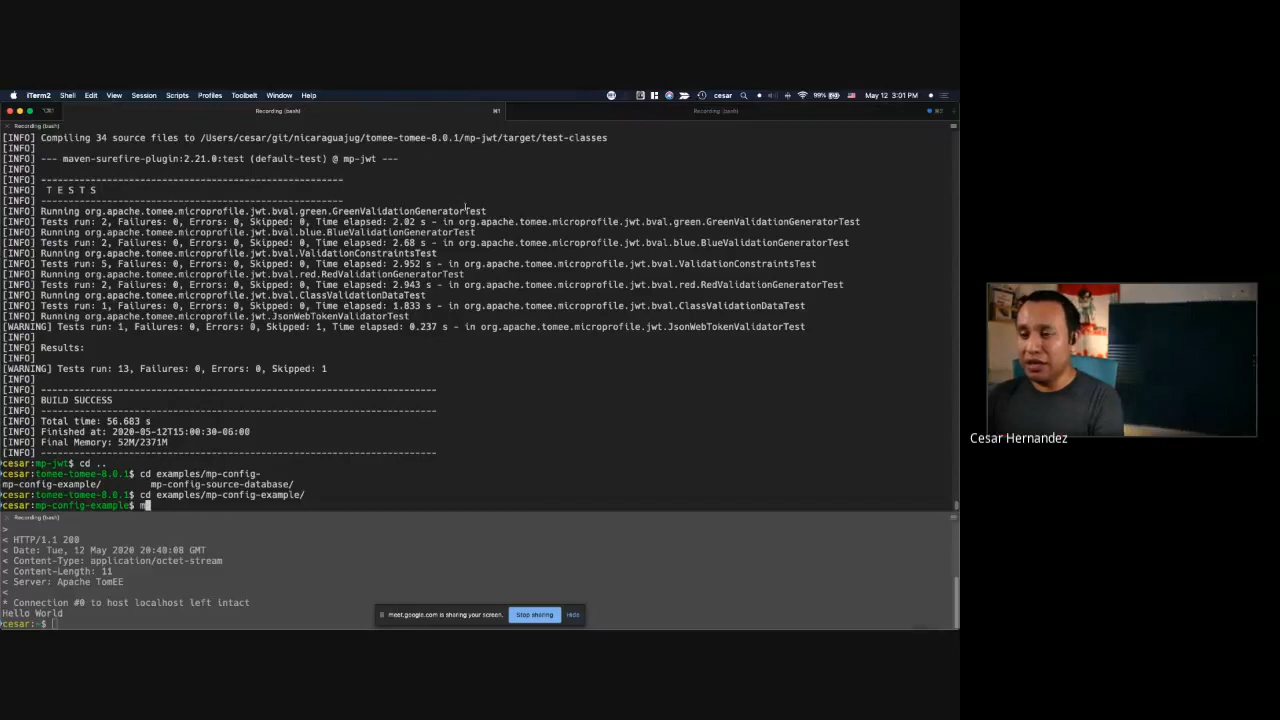 iTerm2 Shell Edit View Session Scripts Profiles Toolbelt Window Help cesar 99% May 12 3:01 PM
Recording (bash) ⌘1 Recording (bash)
Recording (bash)
[INFO] Compiling 34 source files to /Users/cesar/git/nicaraguajug/tomee-tomee-8.0.1/mp-jwt/target/test-classes
[INFO]
[INFO] --- maven-surefire-plugin:2.21.0:test (default-test) @ mp-jwt ---
[INFO]
[INFO] -------------------------------------------------------
[INFO]  T E S T S
[INFO] -------------------------------------------------------
[INFO] Running org.apache.tomee.microprofile.jwt.bval.green.GreenValidationGeneratorTest
[INFO] Tests run: 2, Failures: 0, Errors: 0, Skipped: 0, Time elapsed: 2.02 s - in org.apache.tomee.microprofile.jwt.bval.green.GreenValidationGeneratorTest
[INFO] Running org.apache.tomee.microprofile.jwt.bval.blue.BlueValidationGeneratorTest
[INFO] Tests run: 2, Failures: 0, Errors: 0, Skipped: 0, Time elapsed: 2.68 s - in org.apache.tomee.microprofile.jwt.bval.blue.BlueValidationGeneratorTest
[INFO] Running org.apache.tomee.microprofile.jwt.bval.ValidationConstraintsTest
[INFO] Tests run: 5, Failures: 0, Errors: 0, Skipped: 0, Time elapsed: 2.952 s - in org.apache.tomee.microprofile.jwt.bval.ValidationConstraintsTest
[INFO] Running org.apache.tomee.microprofile.jwt.bval.red.RedValidationGeneratorTest
[INFO] Tests run: 2, Failures: 0, Errors: 0, Skipped: 0, Time elapsed: 2.943 s - in org.apache.tomee.microprofile.jwt.bval.red.RedValidationGeneratorTest
[INFO] Running org.apache.tomee.microprofile.jwt.bval.ClassValidationDataTest
[INFO] Tests run: 1, Failures: 0, Errors: 0, Skipped: 0, Time elapsed: 1.833 s - in org.apache.tomee.microprofile.jwt.bval.ClassValidationDataTest
[INFO] Running org.apache.tomee.microprofile.jwt.JsonWebTokenValidatorTest
[WARNING] Tests run: 1, Failures: 0, Errors: 0, Skipped: 1, Time elapsed: 0.237 s - in org.apache.tomee.microprofile.jwt.JsonWebTokenValidatorTest
[INFO]
[INFO] Results:
[INFO]
[WARNING] Tests run: 13, Failures: 0, Errors: 0, Skipped: 1
[INFO]
[INFO] ------------------------------------------------------------------------
[INFO] BUILD SUCCESS
[INFO] ------------------------------------------------------------------------
[INFO] Total time: 56.683 s
[INFO] Finished at: 2020-05-12T15:00:30-06:00
[INFO] Final Memory: 52M/2371M
[INFO] ------------------------------------------------------------------------
cesar:mp-jwt$ cd ..
cesar:tomee-tomee-8.0.1$ cd examples/mp-config-
mp-config-example/ mp-config-source-database/
cesar:tomee-tomee-8.0.1$ cd examples/mp-config-example/
cesar:mp-config-example$ m
Recording (bash)
>
< HTTP/1.1 200
< Date: Tue, 12 May 2020 20:40:08 GMT
< Content-Type: application/octet-stream
< Content-Length: 11
< Server: Apache TomEE
<
* Connection #0 to host localhost left intact
Hello World
cesar:~$
meet.google.com is sharing your screen. Stop sharing Hide
Cesar Hernandez